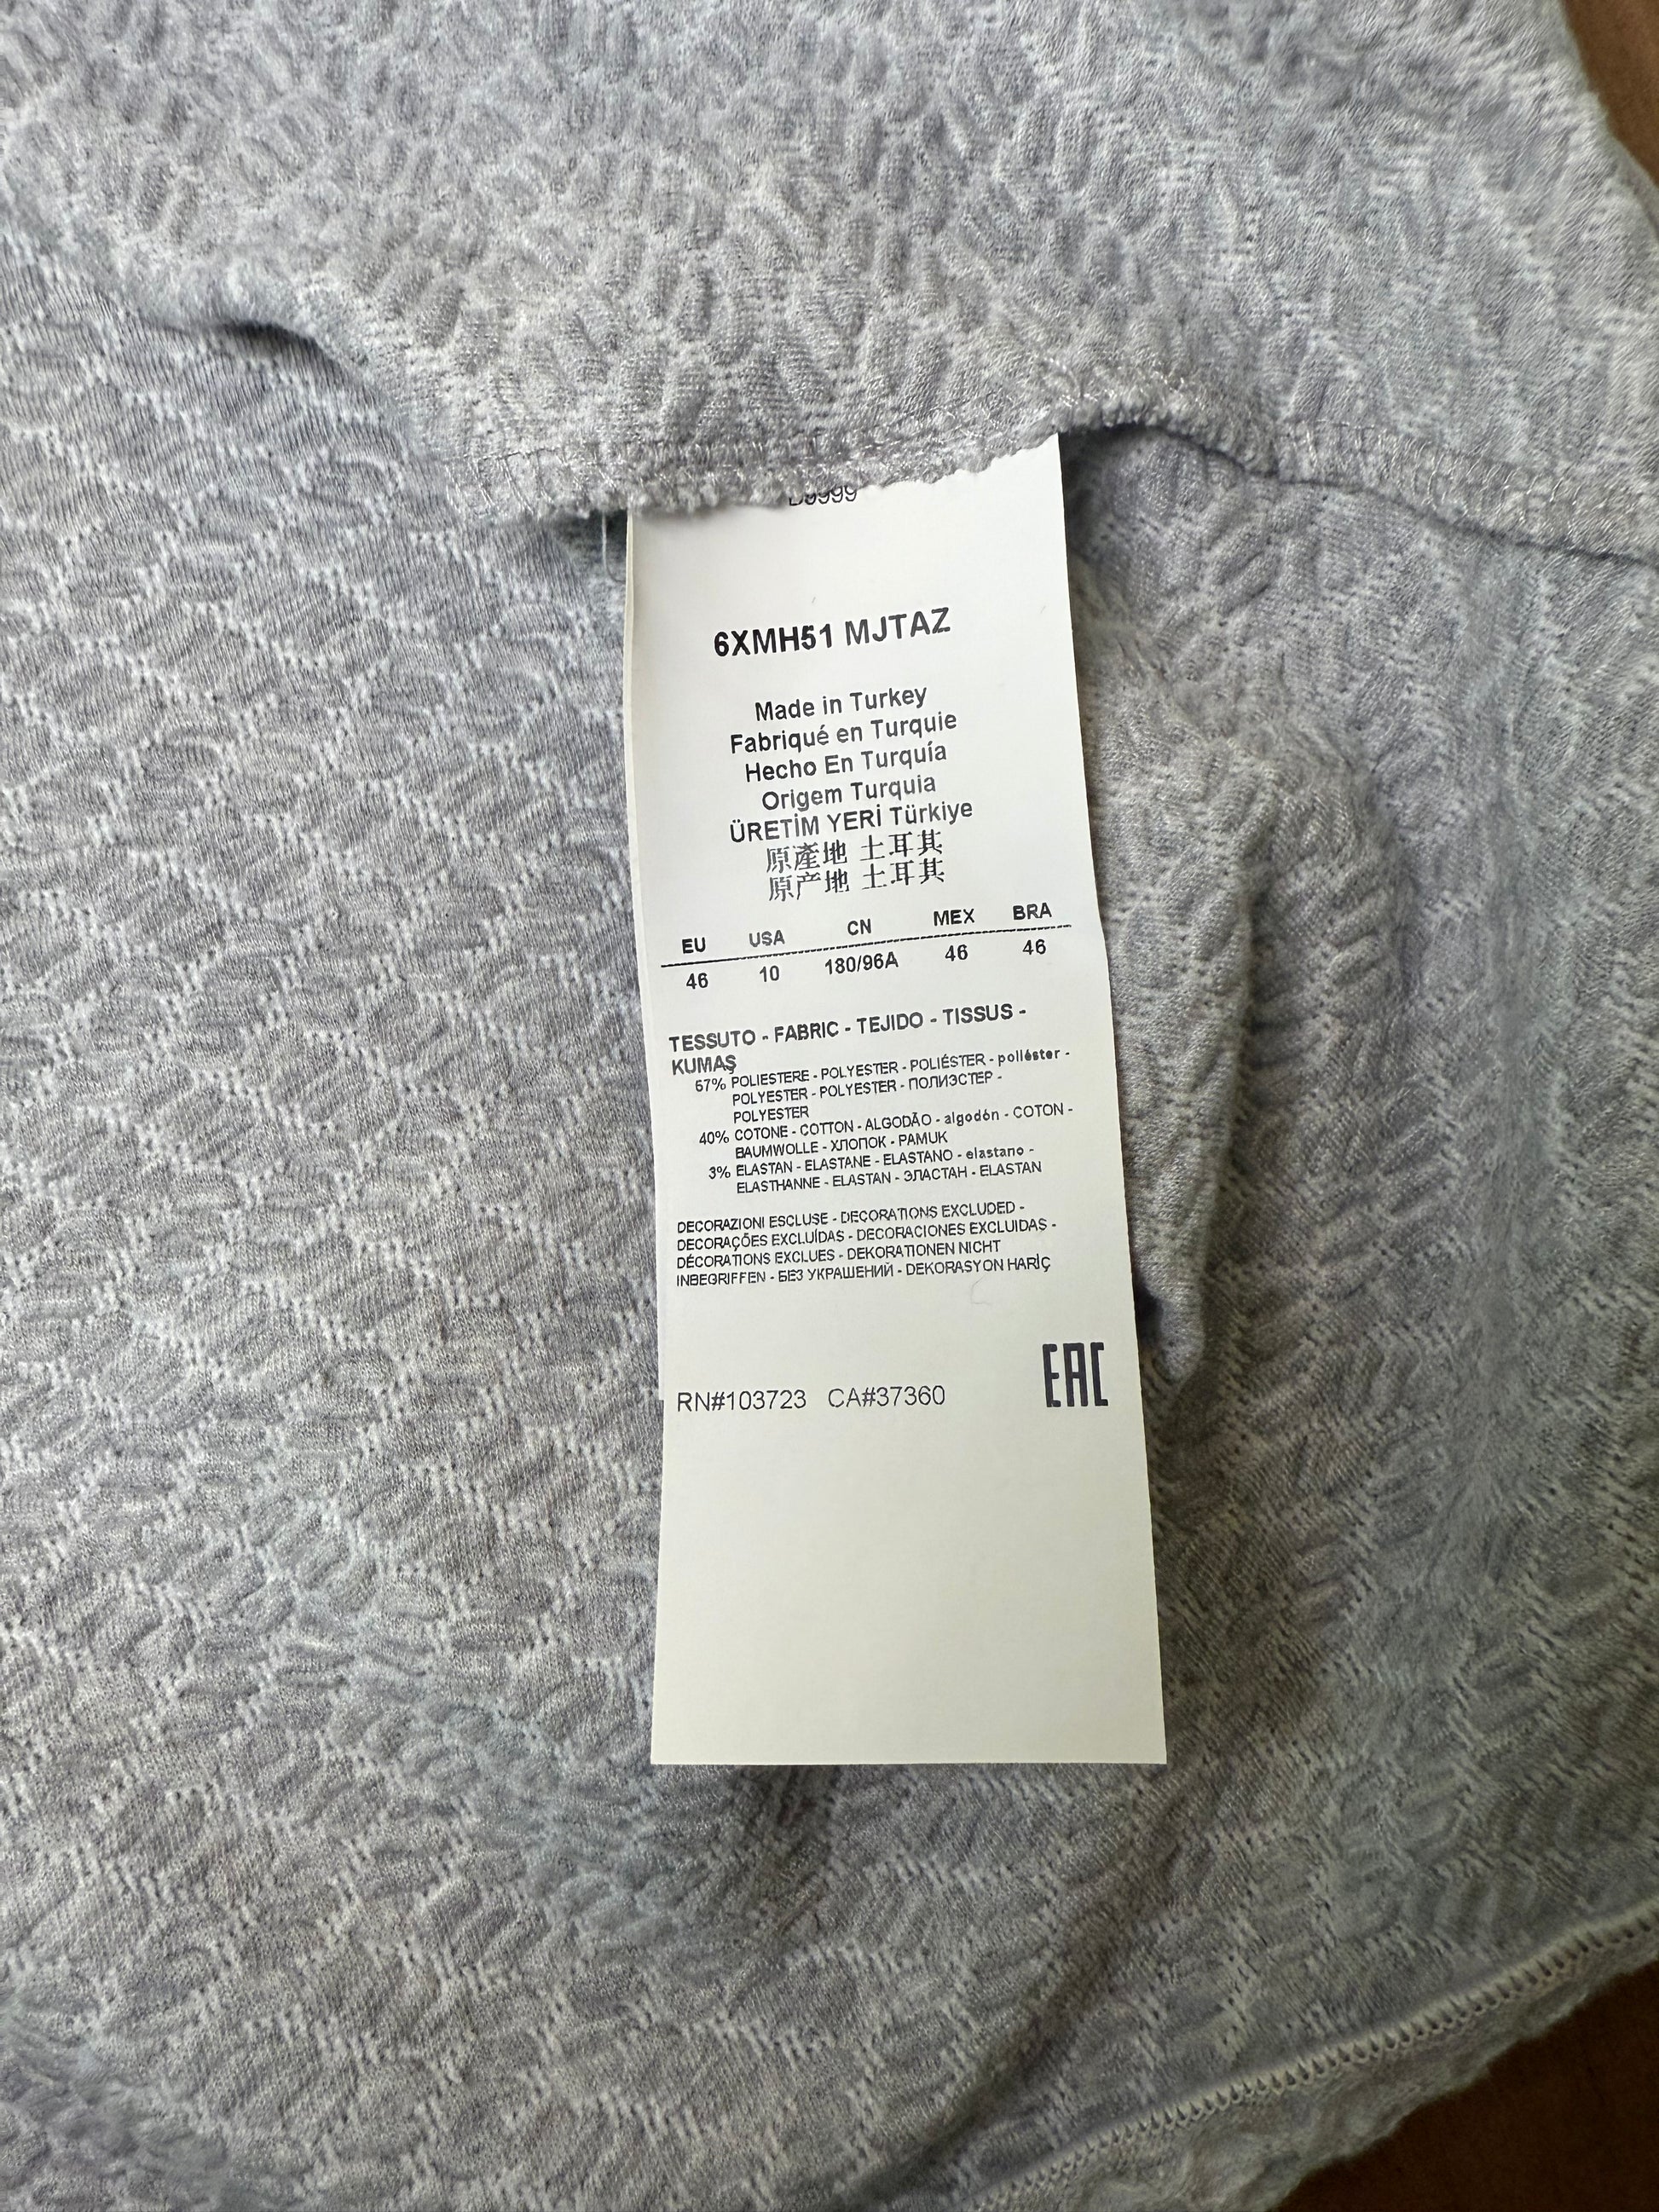 6XMH51 MJTAZ
Made in Turkey
Fabriqué en Turquie
Hecho En Turquía
Origem Turquia
ÜRETİM YERİ Türkiye
原產地 土耳其
原产地 土耳其
EU USA CN MEX BRA
46 10 180/96A 46 46
TESSUTO - FABRIC - TEJIDO - TISSUS -
KUMAŞ
67% POLIESTERE - POLYESTER - POLIÉSTER - poliéster -
POLYESTER - POLYESTER - ПОЛИЭСТЕР -
POLYESTER
40% COTONE - COTTON - ALGODÃO - algodón - COTON -
BAUMWOLLE - ХЛОПОК - PAMUK
3% ELASTAN - ELASTANE - ELASTANO - elastano -
ELASTHANNE - ELASTAN - ЭЛАСТАН - ELASTAN
DECORAZIONI ESCLUSE - DECORATIONS EXCLUDED -
DECORAÇÕES EXCLUÍDAS - DECORACIONES EXCLUIDAS -
DÉCORATIONS EXCLUES - DEKORATIONEN NICHT
INBEGRIFFEN - БЕЗ УКРАШЕНИЙ - DEKORASYON HARİÇ
EAC
RN#103723 CA#37360